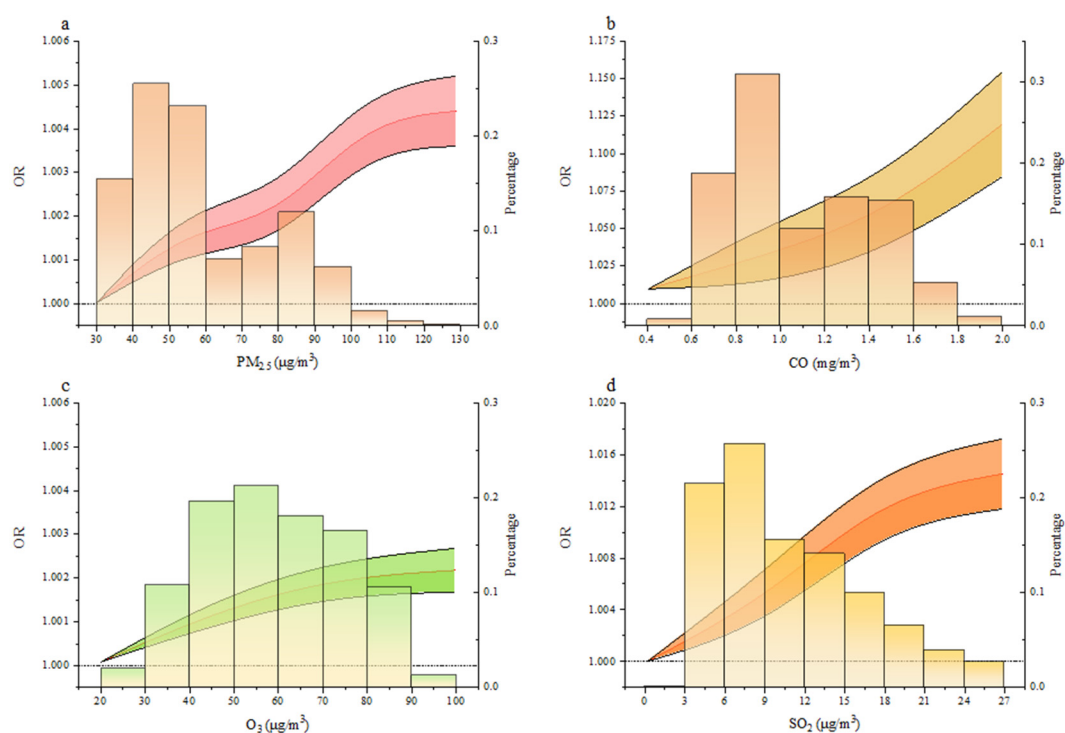 a
1.006
1.005
1.004
1.003
1.002
1.001
1.000
OR
0.3
0.2
0.1
0.0
Percentage
30 40 50 60 70 80 90 100 110 120 130
PM2.5 (μg/m³)
b
1.175
1.150
1.125
1.100
1.075
1.050
1.025
1.000
OR
0.3
0.2
0.1
0.0
Percentage
0.4 0.6 0.8 1.0 1.2 1.4 1.6 1.8 2.0
CO (mg/m³)
c
1.006
1.005
1.004
1.003
1.002
1.001
1.000
OR
0.3
0.2
0.1
0.0
Percentage
20 30 40 50 60 70 80 90 100
O3 (μg/m³)
d
1.020
1.016
1.012
1.008
1.004
1.000
OR
0.3
0.2
0.1
0.0
Percentage
0 3 6 9 12 15 18 21 24 27
SO2 (μg/m³)